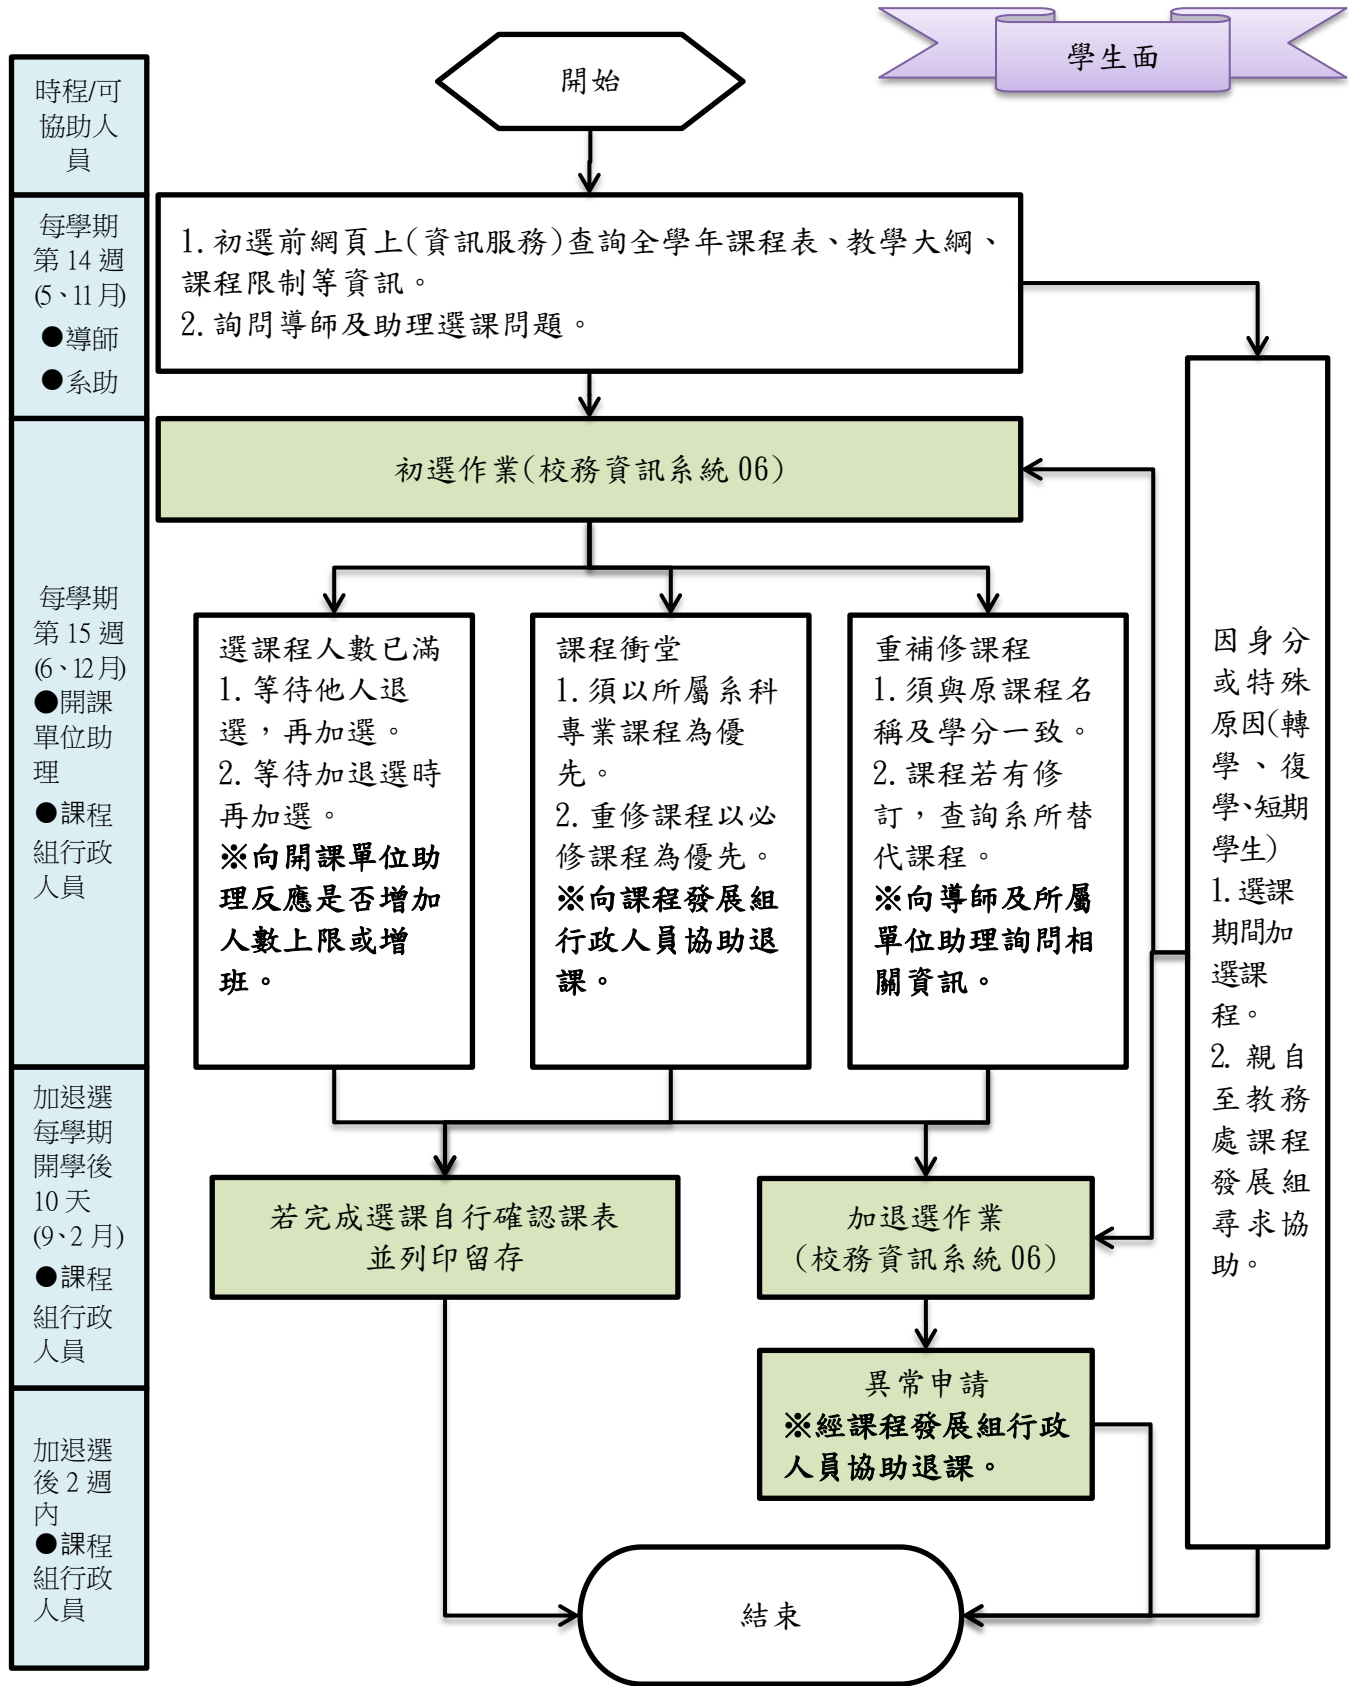 學生面
開始
時程/可
協助人
員
每學期
第 14 週
(5、11 月)
●導師
●系助
1. 初選前網頁上(資訊服務)查詢全學年課程表、教學大綱、
課程限制等資訊。
2. 詢問導師及助理選課問題。
初選作業(校務資訊系統 06)
每學期
第 15 週
(6、12 月)
●開課
單位助
理
●課程
組行政
人員
選課程人數已滿
1. 等待他人退
選，再加選。
2. 等待加退選時
再加選。
※向開課單位助
理反應是否增加
人數上限或增
班。
課程衝堂
1. 須以所屬系科
專業課程為優
先。
2. 重修課程以必
修課程為優先。
※向課程發展組
行政人員協助退
課。
重補修課程
1. 須與原課程名
稱及學分一致。
2. 課程若有修
訂，查詢系所替
代課程。
※向導師及所屬
單位助理詢問相
關資訊。
因身分
或特殊
原因(轉
學、復
學、短期
學生)
1. 選課
期間加
選課
程。
2. 親自
至教務
處課程
發展組
尋求協
助。
加退選
每學期
開學後
10 天
(9、2 月)
●課程
組行政
人員
若完成選課自行確認課表
並列印留存
加退選作業
(校務資訊系統 06)
異常申請
※經課程發展組行政
人員協助退課。
加退選
後 2 週
內
●課程
組行政
人員
結束